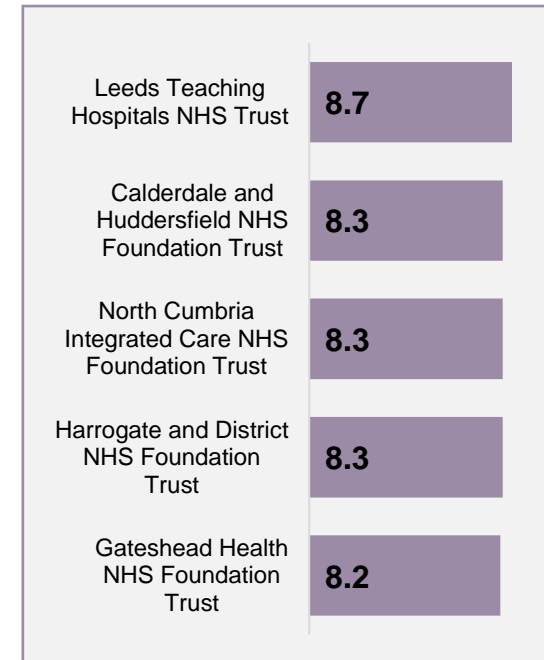 Leeds Teaching
Hospitals NHS Trust
8.7
Calderdale and
Huddersfield NHS
Foundation Trust
8.3
North Cumbria
Integrated Care NHS
Foundation Trust
8.3
Harrogate and District
NHS Foundation
Trust
8.3
Gateshead Health
NHS Foundation
Trust
8.2